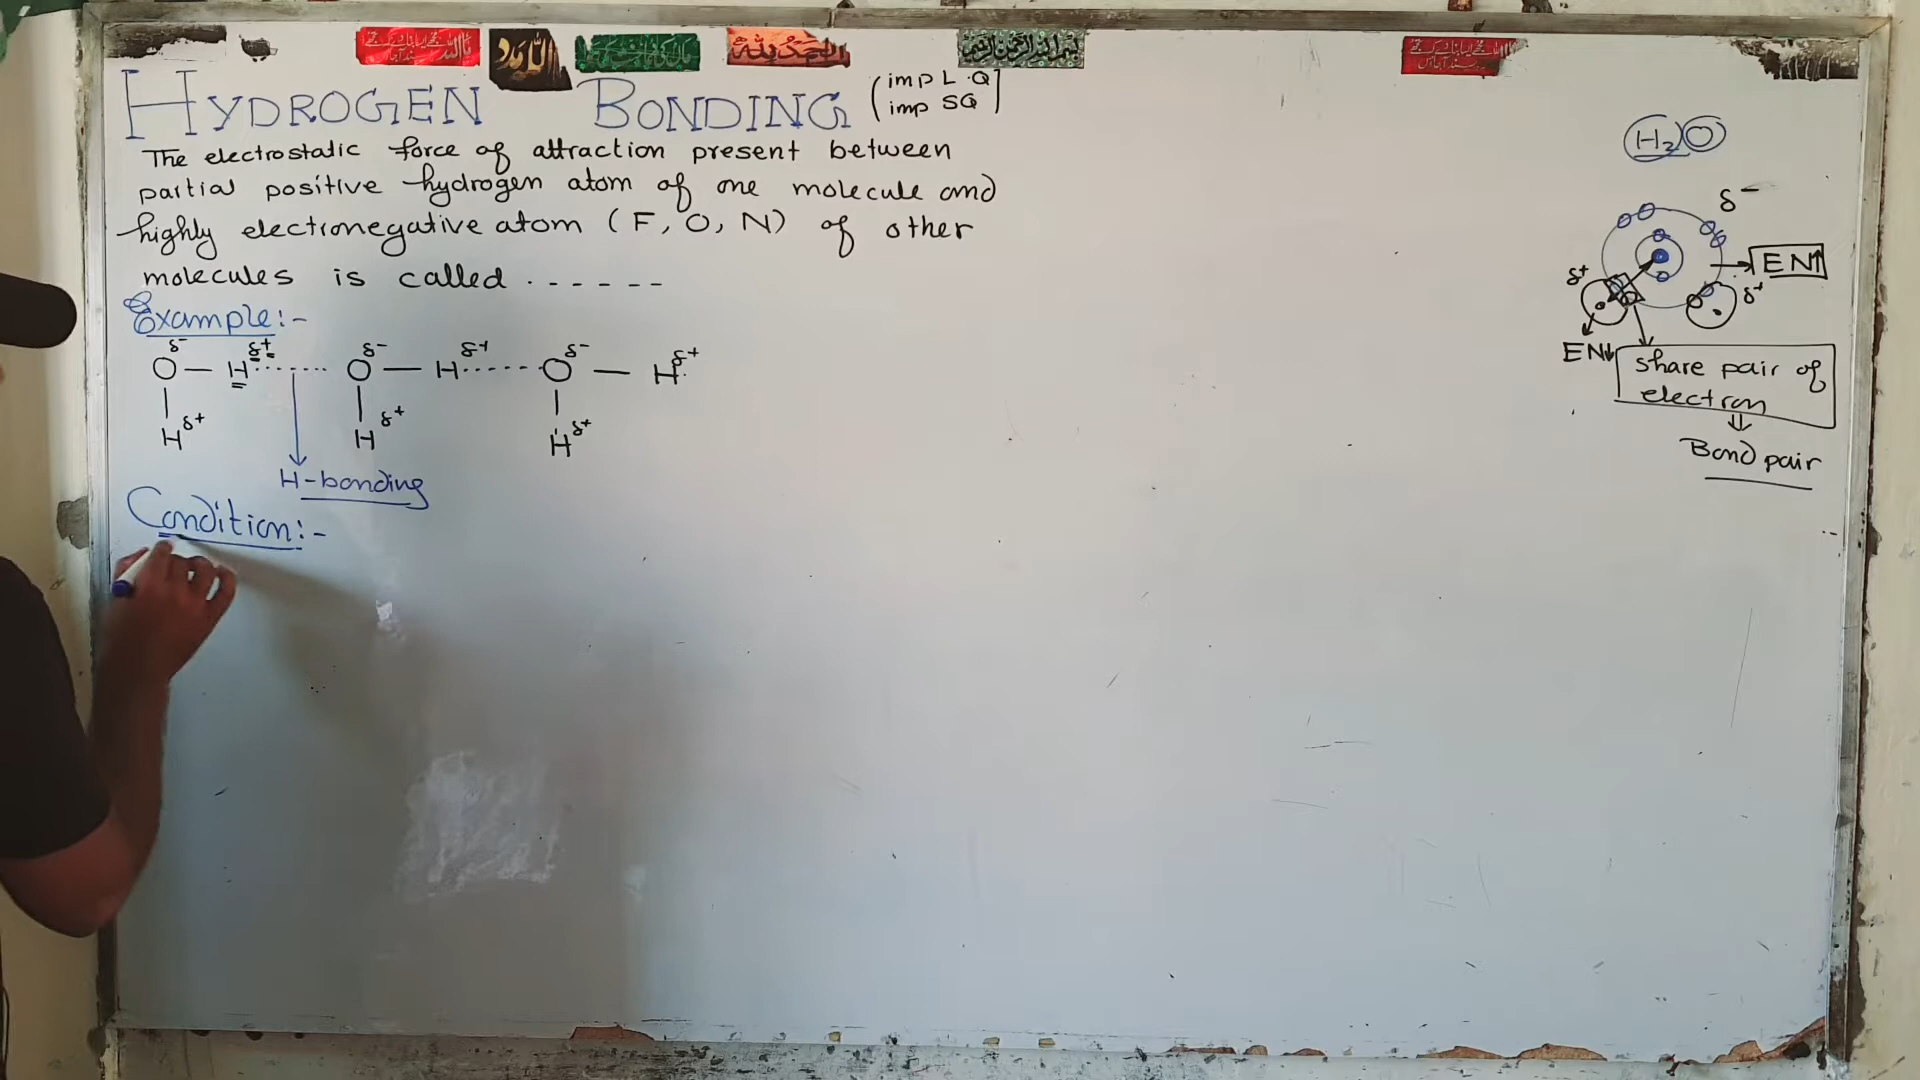 HYDROGEN BONDING (imp L.Q
imp SQ)
The electrostatic force of attraction present between
partial positive hydrogen atom of one molecule and
highly electronegative atom (F, O, N) of other
molecules is called ------
Example:-
δ- δ+ δ- δ+ δ- δ+
O — H ...... O — H ...... O — H
δ+ δ+ δ+
H H H
H-bonding
Condition:-
H₂O
δ-
EN↑
δ+ δ+
EN↓
share pair of
electron
Bond pair